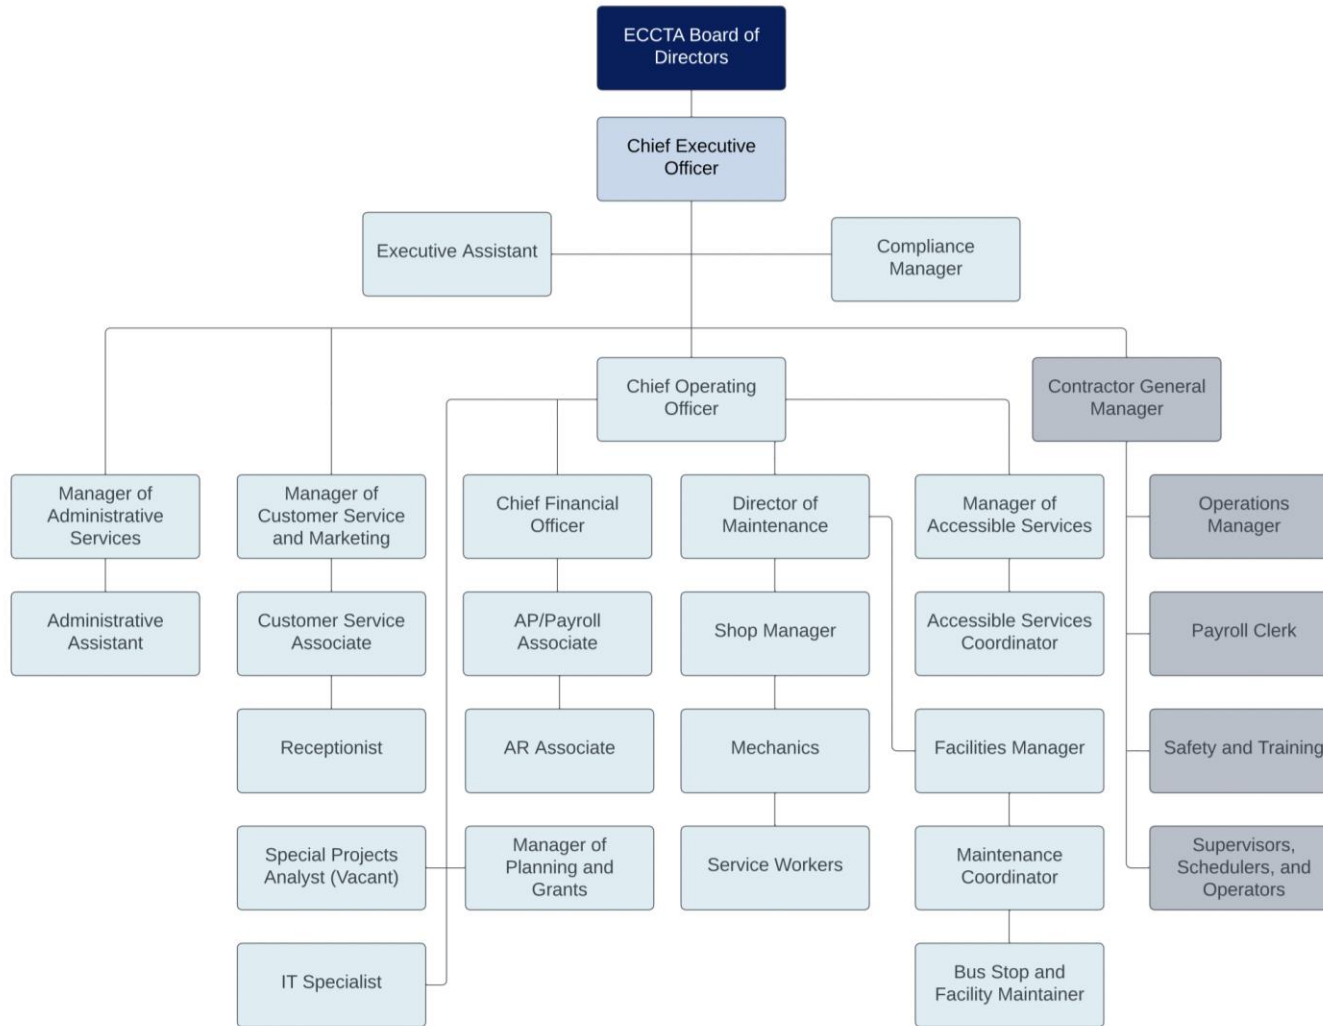 ECCTA Board of
Directors
Chief Executive
Officer
Executive Assistant
Compliance
Manager
Chief Operating
Officer
Contractor General
Manager
Manager of
Administrative
Services
Manager of
Customer Service
and Marketing
Chief Financial
Officer
Director of
Maintenance
Manager of
Accessible Services
Operations
Manager
Administrative
Assistant
Customer Service
Associate
AP/Payroll
Associate
Shop Manager
Accessible Services
Coordinator
Payroll Clerk
Receptionist
AR Associate
Mechanics
Facilities Manager
Safety and Training
Special Projects
Analyst (Vacant)
Manager of
Planning and
Grants
Service Workers
Maintenance
Coordinator
Supervisors,
Schedulers, and
Operators
IT Specialist
Bus Stop and
Facility Maintainer